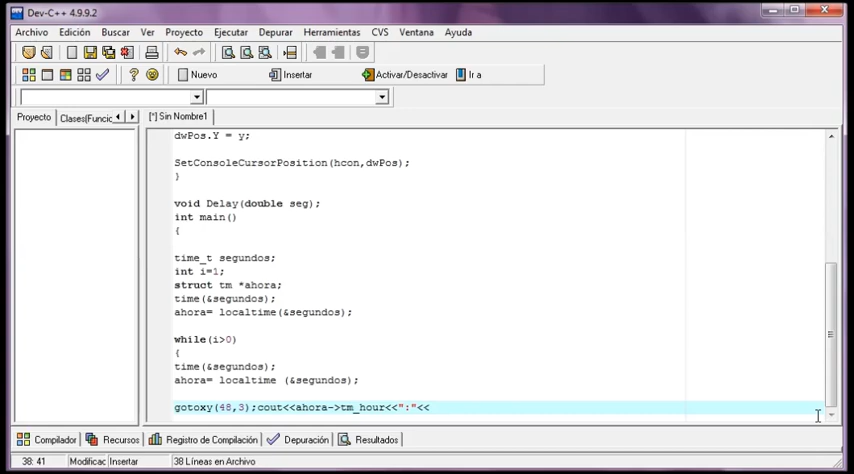 Dev-C++ 4.9.9.2
Archivo Edición Buscar Ver Proyecto Ejecutar Depurar Herramientas CVS Ventana Ayuda
Nuevo Insertar Activar/Desactivar Ir a
Proyecto Clases(Funcio [*] Sin Nombre1
dwPos.Y = y;
SetConsoleCursorPosition(hcon,dwPos);
}
void Delay(double seg);
int main()
{
time_t segundos;
int i=1;
struct tm *ahora;
time(&segundos);
ahora= localtime(&segundos);
while(i>0)
{
time(&segundos);
ahora= localtime (&segundos);
gotoxy(48,3);cout<<ahora->tm_hour<<":"<<
Compilador Recursos Registro de Compilación Depuración Resultados
38: 41 Modificac Insertar 38 Líneas en Archivo